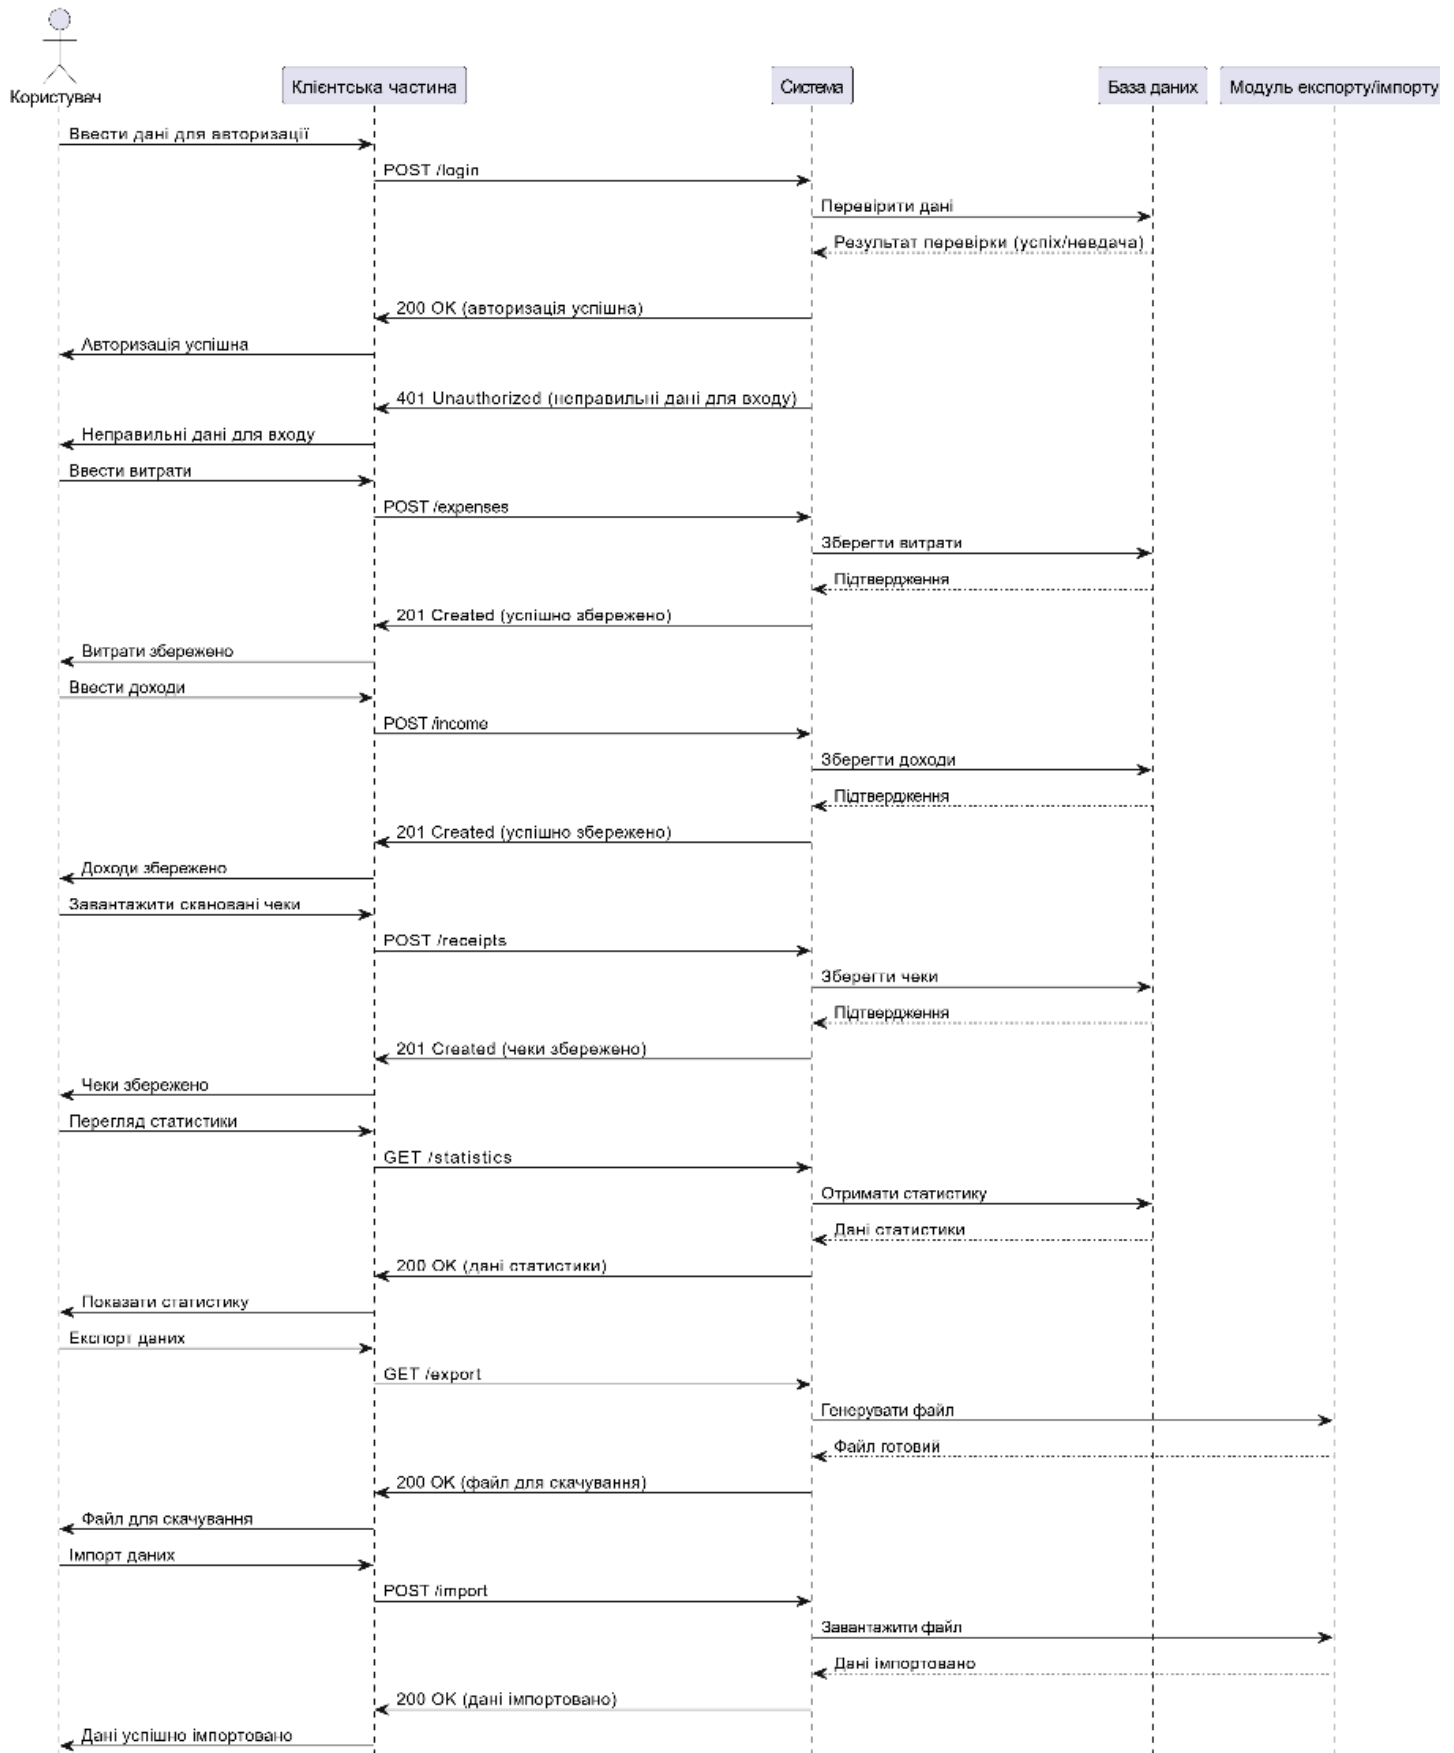 Користувач
Клієнтська частина
Система
База даних
Модуль експорту/імпорту
Ввести дані для авторизації
POST /login
Перевірити дані
Результат перевірки (успіх/невдача)
200 OK (авторизація успішна)
Авторизація успішна
401 Unauthorized (неправильні дані для входу)
Неправильні дані для входу
Ввести витрати
POST /expenses
Зберегти витрати
Підтвердження
201 Created (успішно збережено)
Витрати збережено
Ввести доходи
POST /income
Зберегти доходи
Підтвердження
201 Created (успішно збережено)
Доходи збережено
Завантажити скановані чеки
POST /receipts
Зберегти чеки
Підтвердження
201 Created (чеки збережено)
Чеки збережено
Перегляд статистики
GET /statistics
Отримати статистику
Дані статистики
200 OK (дані статистики)
Показати статистику
Експорт даних
GET /export
Генерувати файл
Файл готовий
200 OK (файл для скачування)
Файл для скачування
Імпорт даних
POST /import
Завантажити файл
Дані імпортовано
200 OK (дані імпортовано)
Дані успішно імпортовано